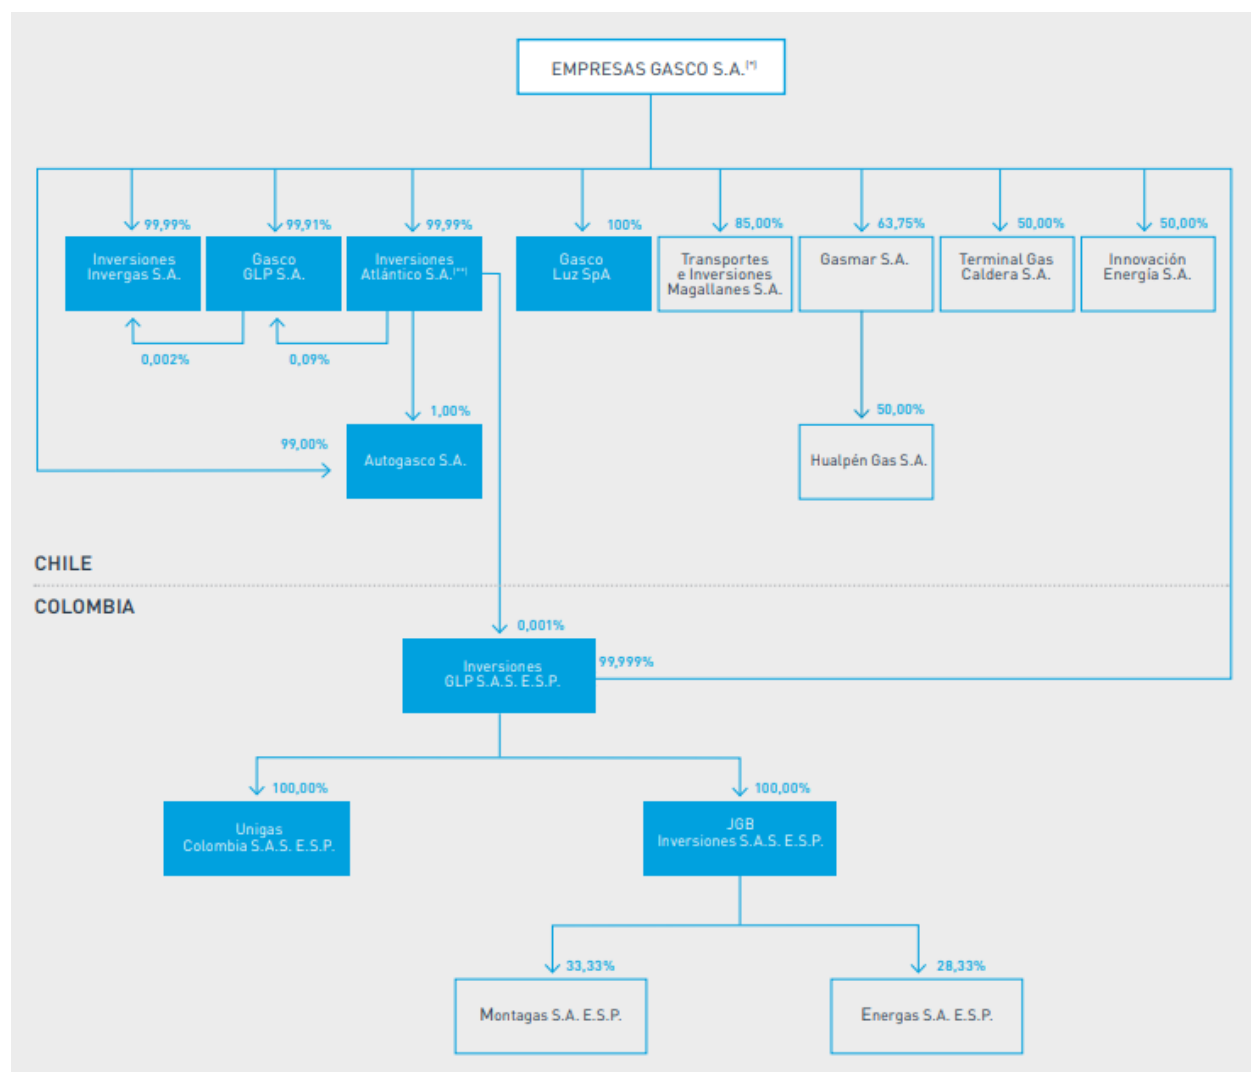 EMPRESAS GASCO S.A.(*)
99,99%
99,91%
99,99%
100%
85,00%
63,75%
50,00%
50,00%
Inversiones
Invergas S.A.
Gasco
GLP S.A.
Inversiones
Atlántico S.A.(**)
Gasco
Luz SpA
Transportes
e Inversiones
Magallanes S.A.
Gasmar S.A.
Terminal Gas
Caldera S.A.
Innovación
Energía S.A.
0,002%
0,09%
1,00%
50,00%
99,00%
Autogasco S.A.
Hualpén Gas S.A.
CHILE
COLOMBIA
0,001%
Inversiones
GLP S.A.S. E.S.P.
99,999%
100,00%
100,00%
Unigas
Colombia S.A.S. E.S.P.
JGB
Inversiones S.A.S. E.S.P.
33,33%
28,33%
Montagas S.A. E.S.P.
Energas S.A. E.S.P.